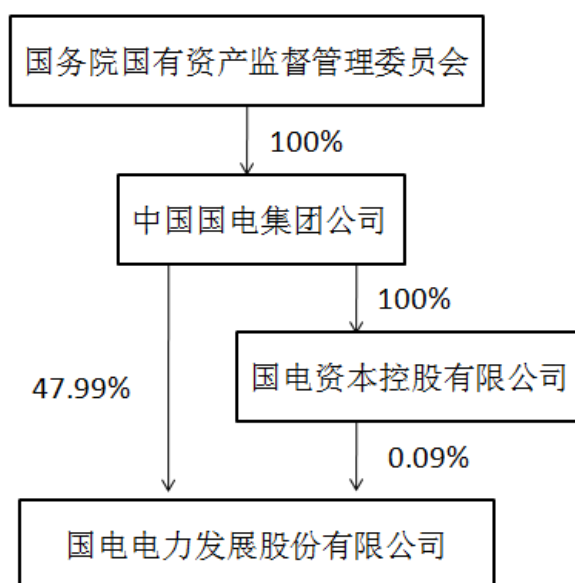 国务院国有资产监督管理委员会
100%
中国国电集团公司
100%
47.99%
国电资本控股有限公司
0.09%
国电电力发展股份有限公司